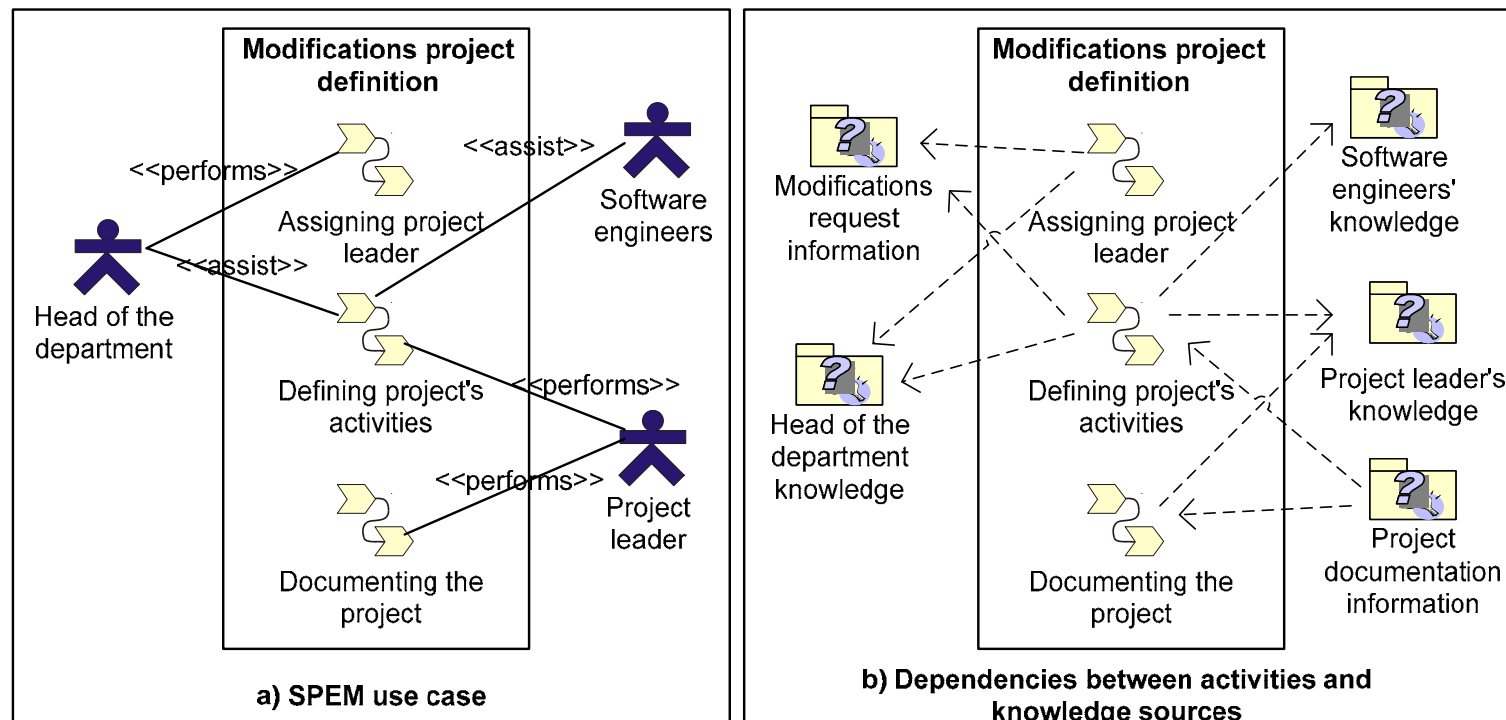 Modifications project
definition
<<performs>>
<<assist>>
Assigning project
leader
Software
engineers
<<assist>>
Head of the
department
Defining project's
activities
<<performs>>
<<performs>>
Project
leader
Documenting the
project
a) SPEM use case
Modifications project
definition
Modifications
request
information
Assigning project
leader
Software
engineers'
knowledge
Head of the
department
knowledge
Defining project's
activities
Project leader's
knowledge
Documenting the
project
Project
documentation
information
b) Dependencies between activities and
knowledge sources